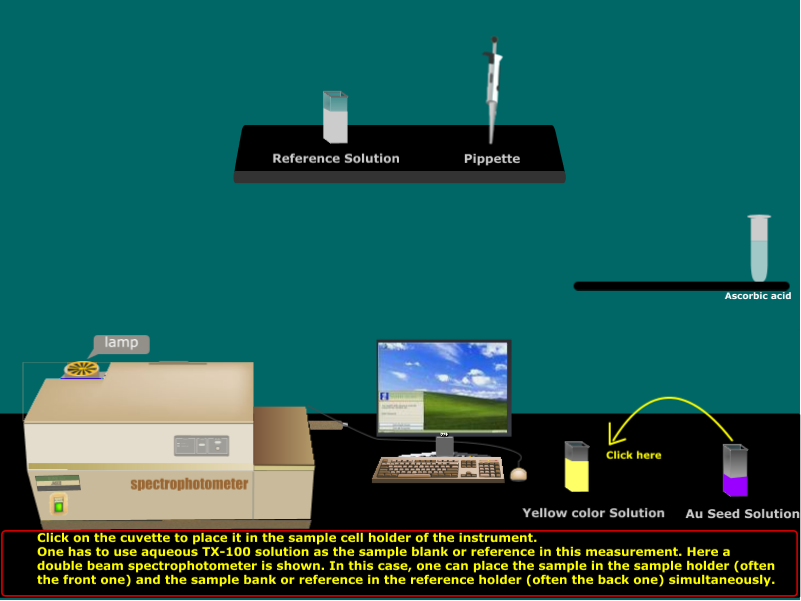 Reference Solution
Pippette
Ascorbic acid
lamp
Click here
spectrophotometer
Yellow color Solution
Au Seed Solution
Click on the cuvette to place it in the sample cell holder of the instrument.
One has to use aqueous TX-100 solution as the sample blank or reference in this measurement. Here a
double beam spectrophotometer is shown. In this case, one can place the sample in the sample holder (often
the front one) and the sample bank or reference in the reference holder (often the back one) simultaneously.